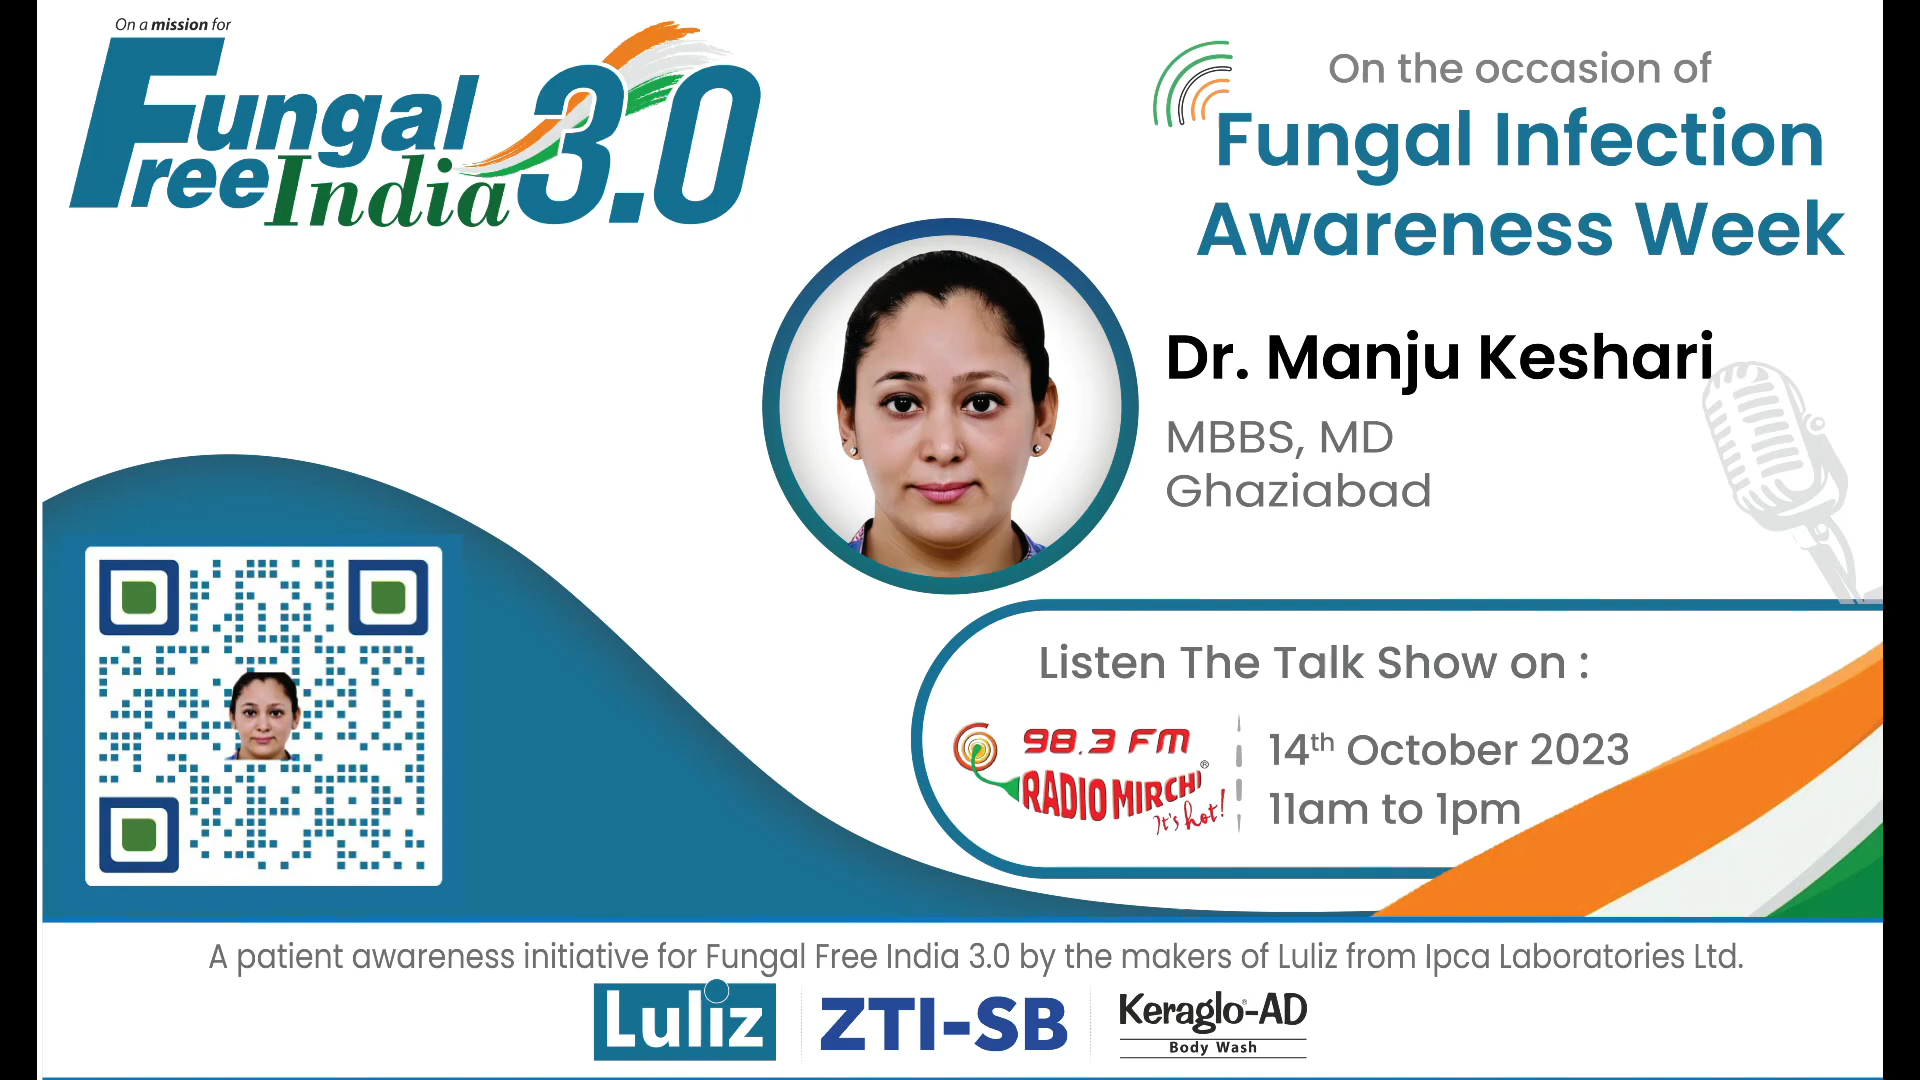 On a mission for
Fungal
Free India 3.0
On the occasion of
Fungal Infection
Awareness Week
Dr. Manju Keshari
MBBS, MD
Ghaziabad
Listen The Talk Show on :
98.3 FM
RADIO MIRCHI®
It's hot!
14th October 2023
11am to 1pm
A patient awareness initiative for Fungal Free India 3.0 by the makers of Luliz from Ipca Laboratories Ltd.
Luliz
ZTI-SB
Keraglo®-AD
Body Wash